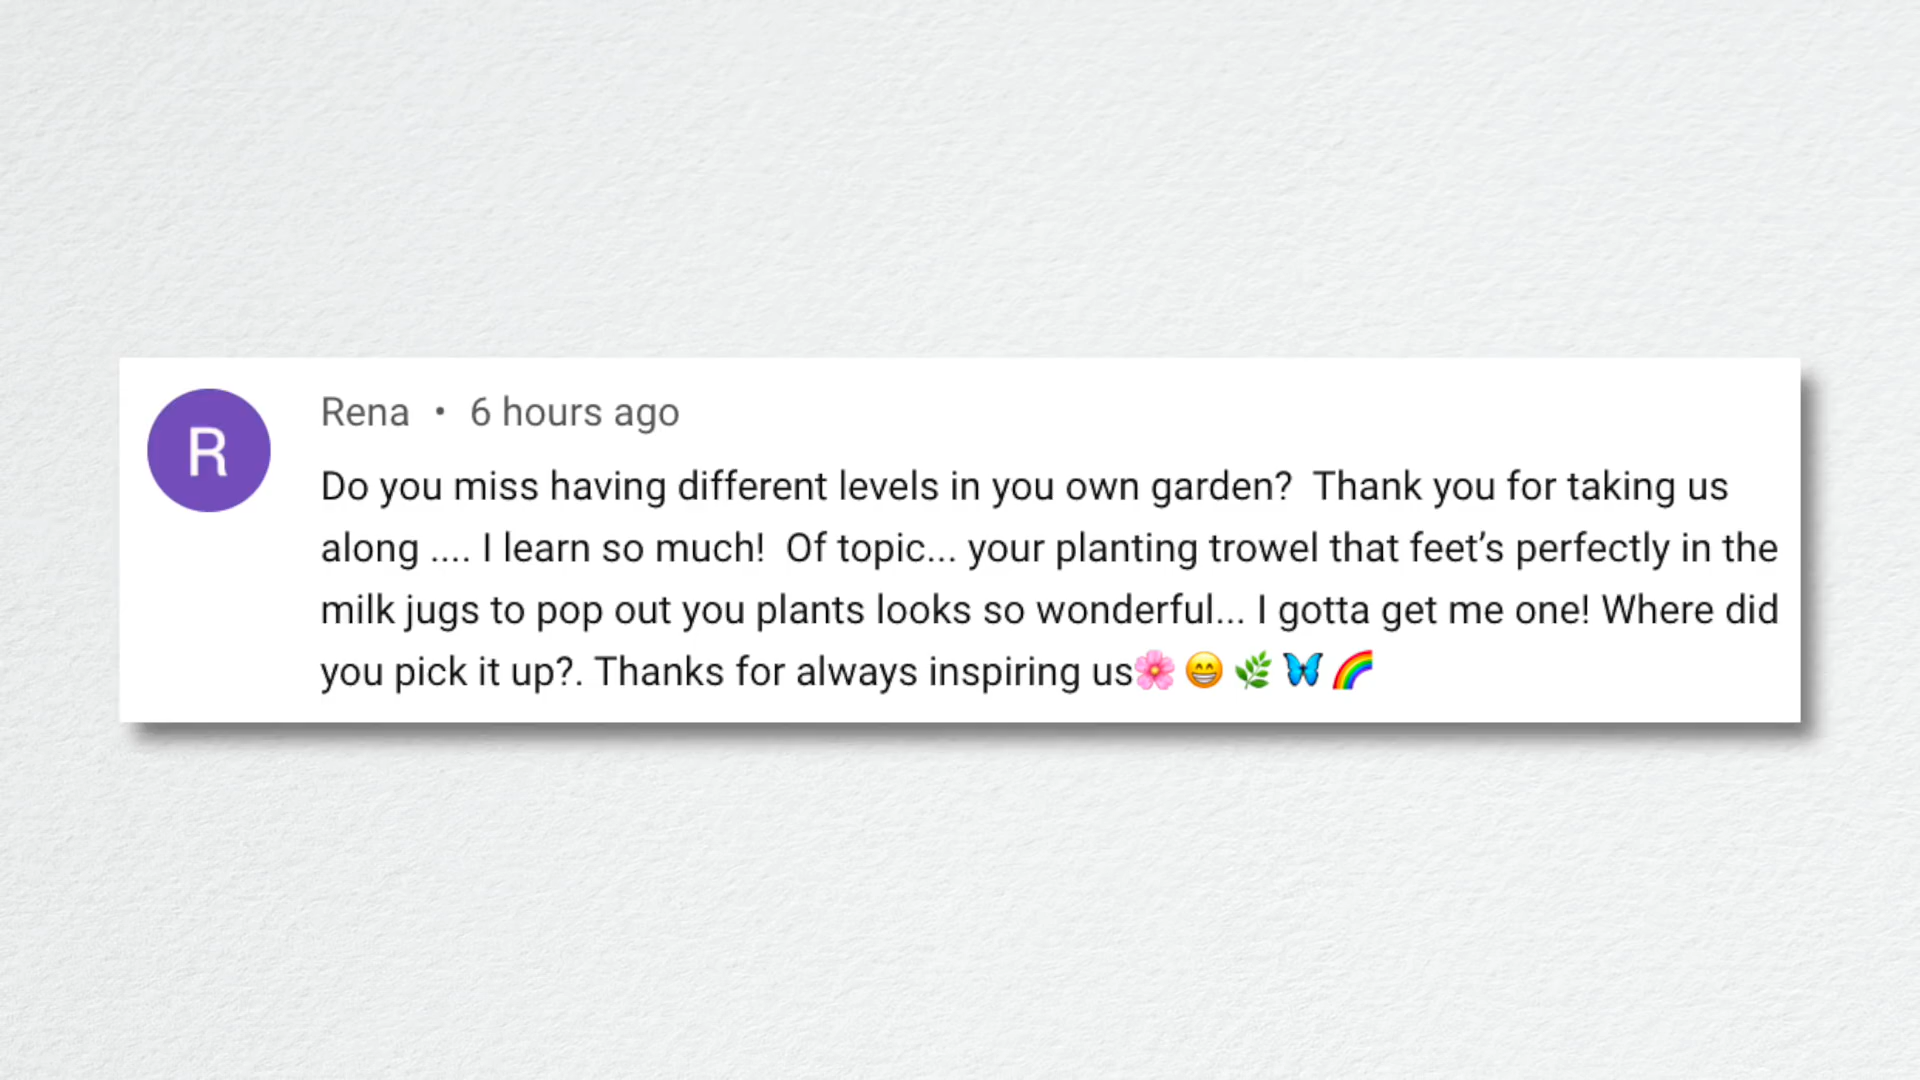 R
Rena • 6 hours ago
Do you miss having different levels in you own garden?  Thank you for taking us
along .... I learn so much!  Of topic... your planting trowel that feet’s perfectly in the
milk jugs to pop out you plants looks so wonderful... I gotta get me one! Where did
you pick it up?. Thanks for always inspiring us🌸😁🌿🦋🌈